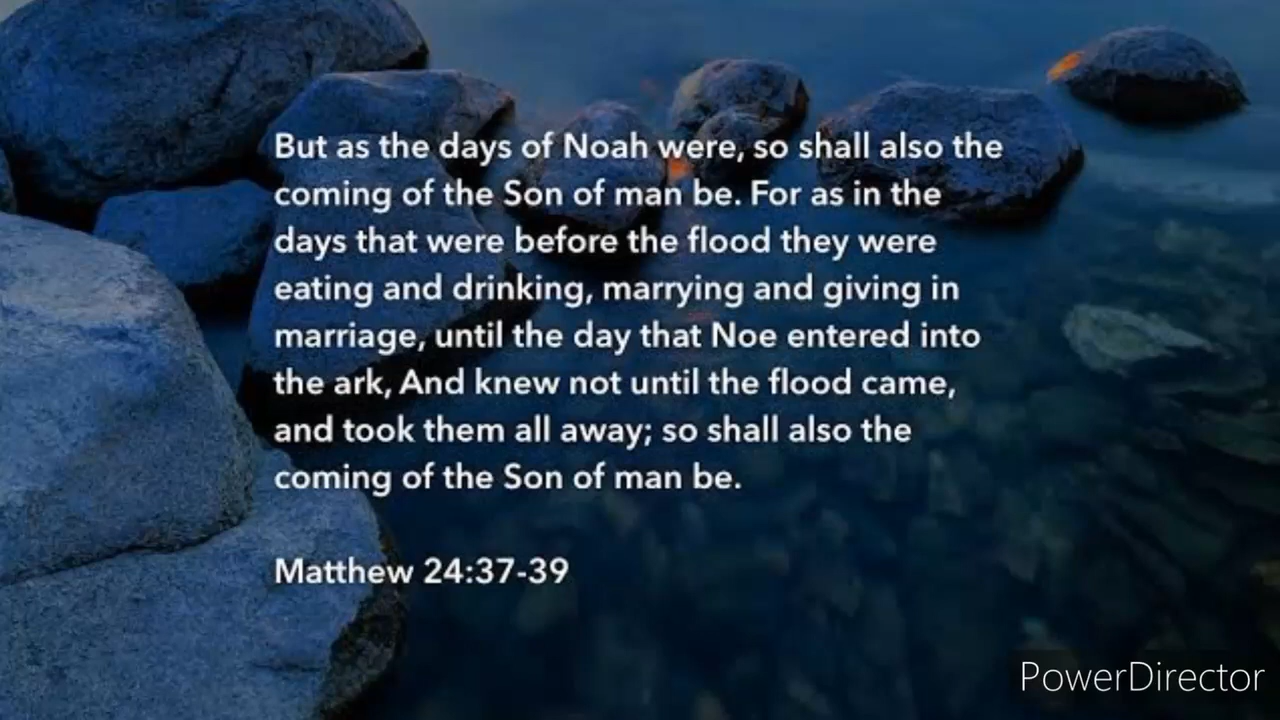 But as the days of Noah were, so shall also the
coming of the Son of man be. For as in the
days that were before the flood they were
eating and drinking, marrying and giving in
marriage, until the day that Noe entered into
the ark, And knew not until the flood came,
and took them all away; so shall also the
coming of the Son of man be.
Matthew 24:37-39
PowerDirector